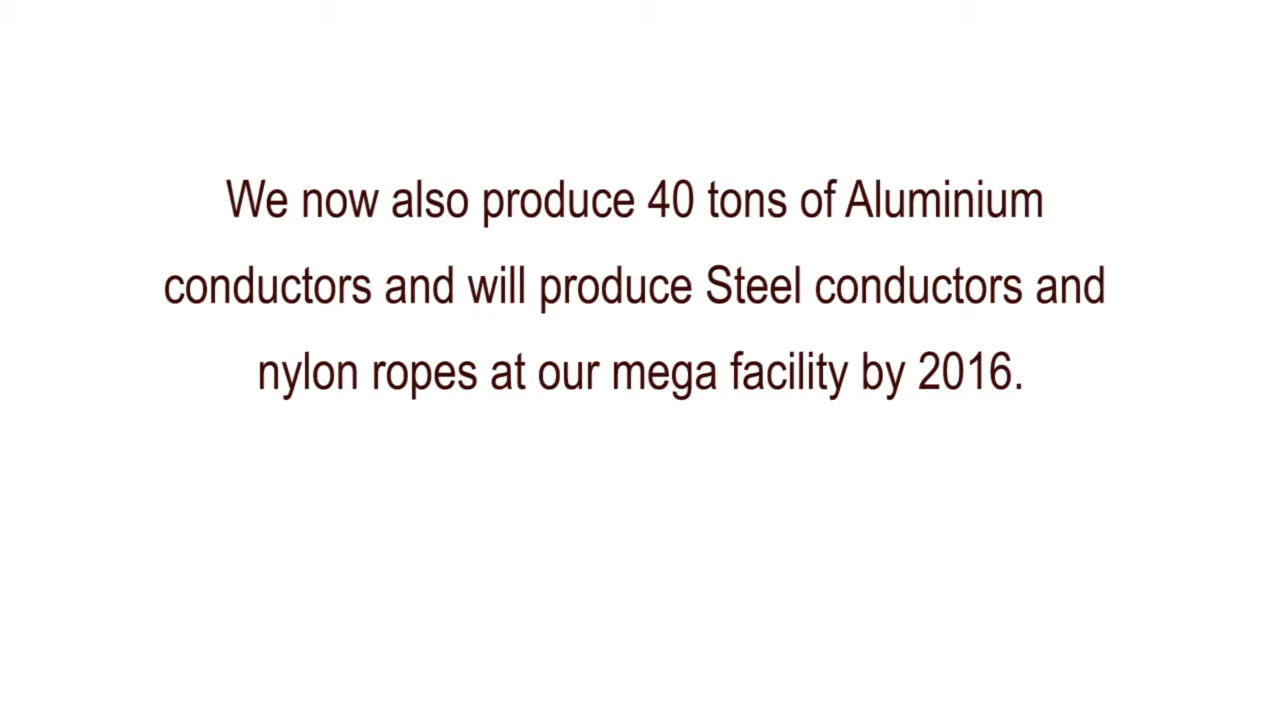 We now also produce 40 tons of Aluminium
conductors and will produce Steel conductors and
nylon ropes at our mega facility by 2016.